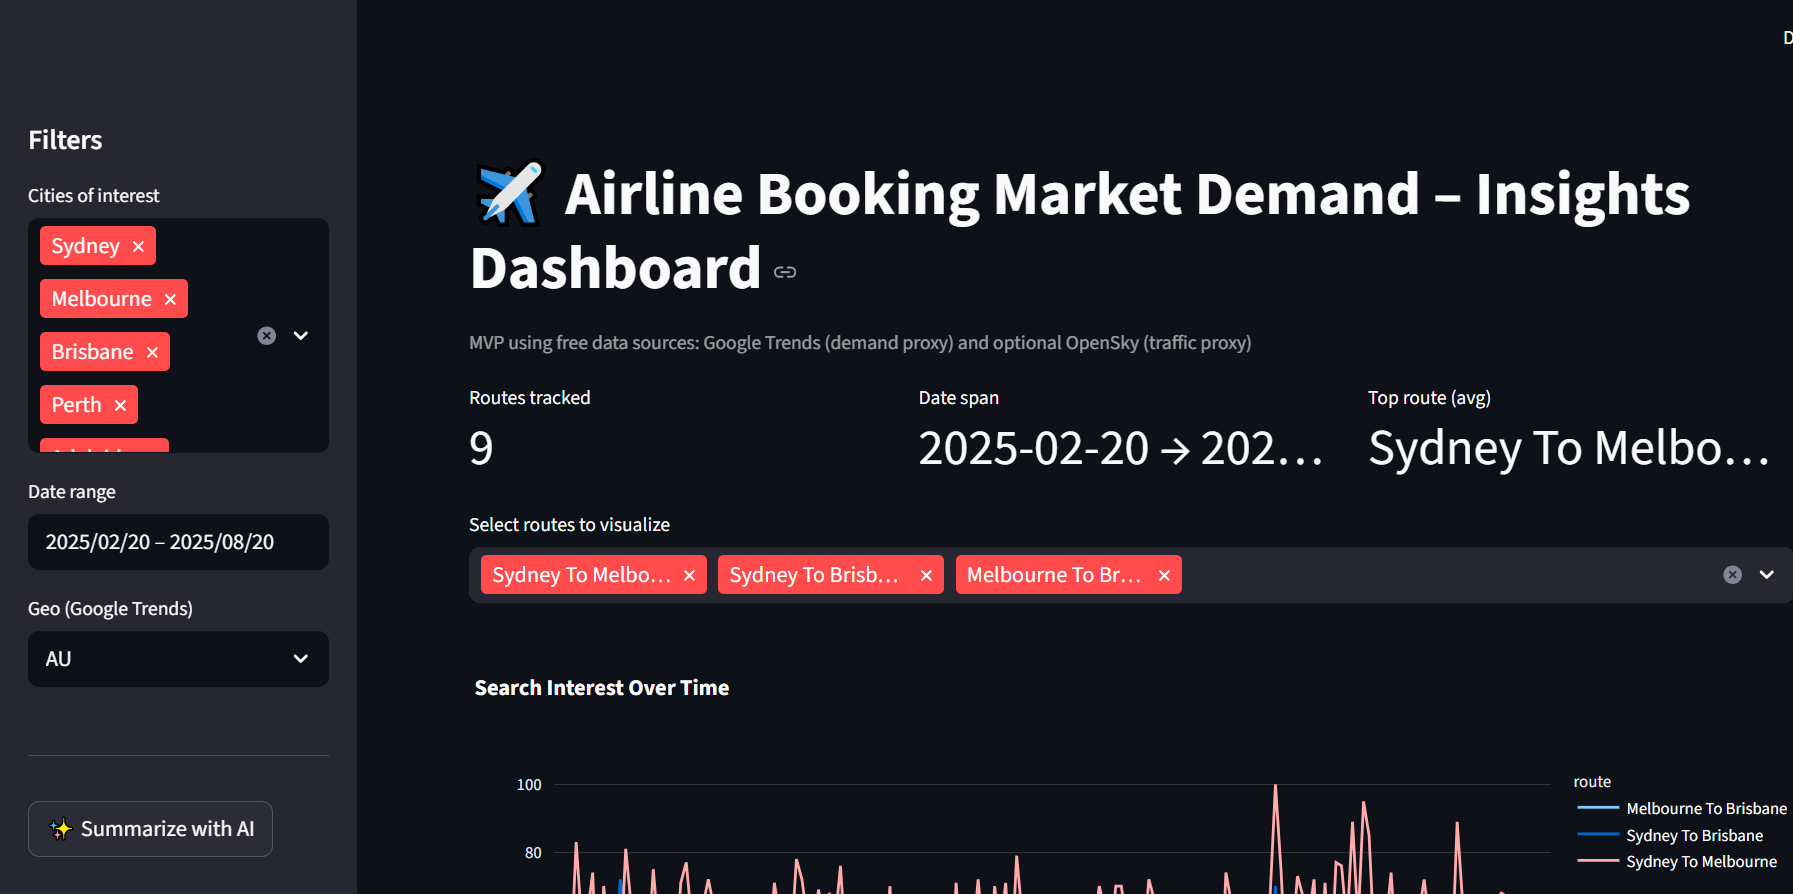 Filters
Cities of interest
Sydney
Melbourne
Brisbane
Perth
Date range
2025/02/20 – 2025/08/20
Geo (Google Trends)
AU
Summarize with AI
D
Airline Booking Market Demand – Insights
Dashboard
MVP using free data sources: Google Trends (demand proxy) and optional OpenSky (traffic proxy)
Routes tracked
9
Date span
2025-02-20 → 202…
Top route (avg)
Sydney To Melbo…
Select routes to visualize
Sydney To Melbo… Sydney To Brisb… Melbourne To Br…
Search Interest Over Time
100
80
route
Melbourne To Brisbane
Sydney To Brisbane
Sydney To Melbourne